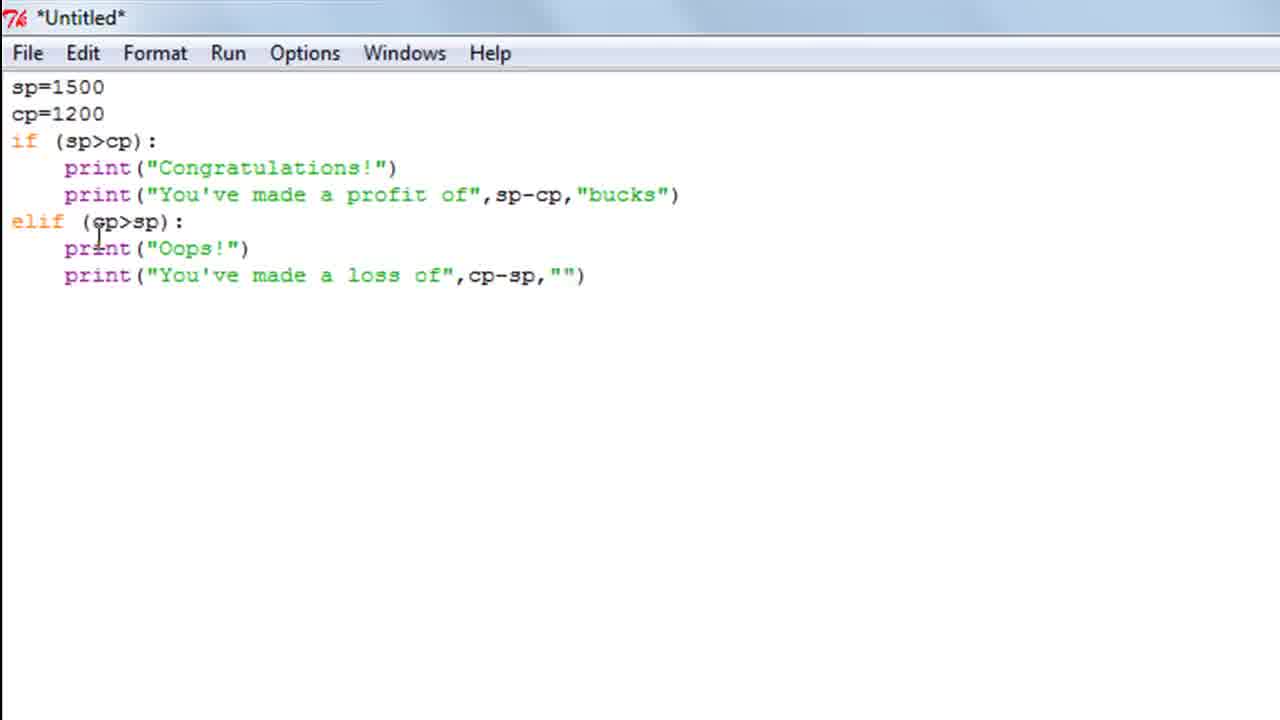 *Untitled*
File Edit Format Run Options Windows Help
sp=1500
cp=1200
if (sp>cp):
    print("Congratulations!")
    print("You've made a profit of",sp-cp,"bucks")
elif (cp>sp):
    print("Oops!")
    print("You've made a loss of",cp-sp,"")